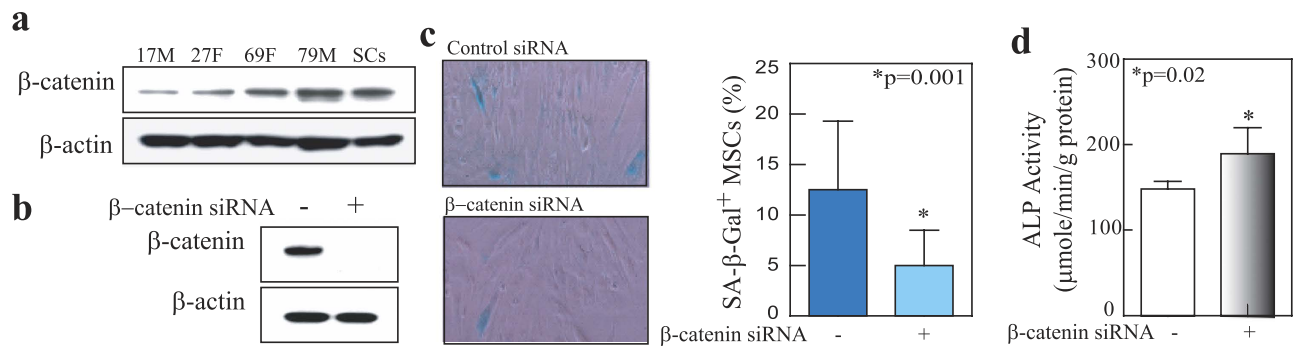 a
17M 27F 69F 79M SCs
β-catenin
β-actin
b
β−catenin siRNA - +
β-catenin
β-actin
c
Control siRNA
β−catenin siRNA
25
20
15
10
5
0
SA-β-Gal+ MSCs (%)
*p=0.001
*
β-catenin siRNA - +
d
300
200
100
0
ALP Activity
(µmole/min/g protein)
*p=0.02
*
β-catenin siRNA - +